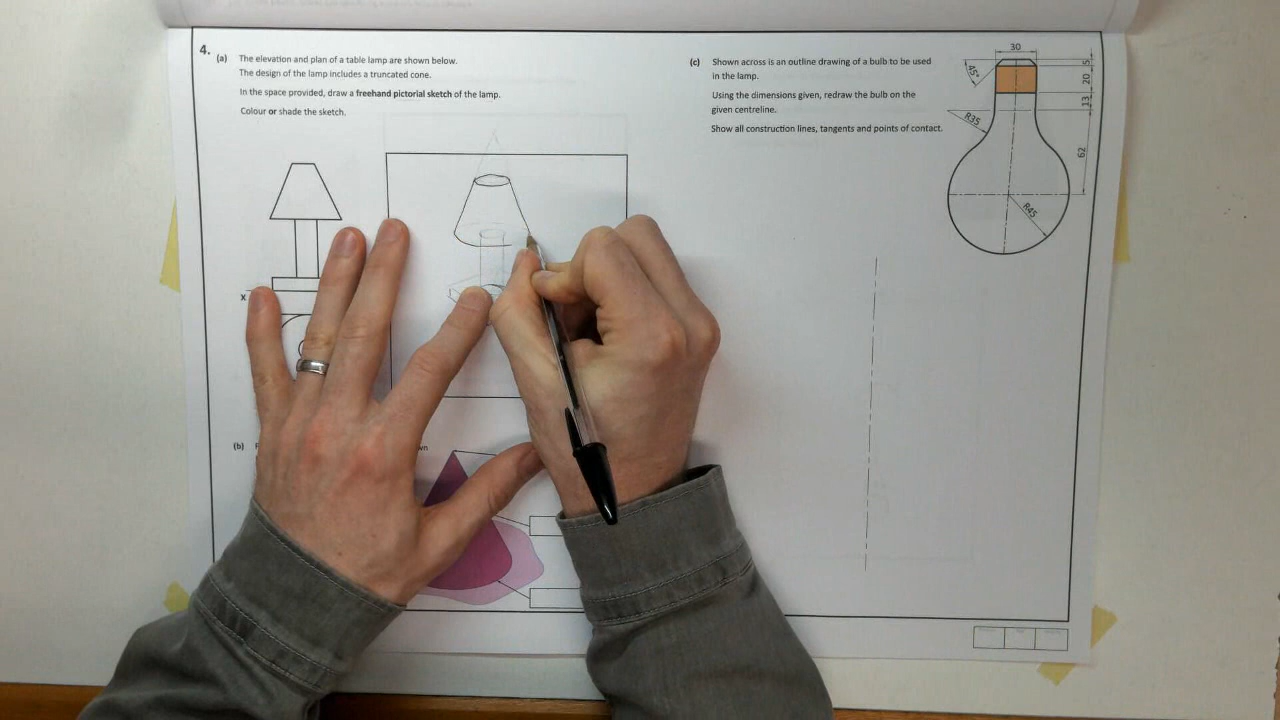 4.
(a) The elevation and plan of a table lamp are shown below.
The design of the lamp includes a truncated cone.
In the space provided, draw a freehand pictorial sketch of the lamp.
Colour or shade the sketch.
X
(b)
(c) Shown across is an outline drawing of a bulb to be used
in the lamp.
Using the dimensions given, redraw the bulb on the
given centreline.
Show all construction lines, tangents and points of contact.
30
45°
5
20
13
R35
62
R45